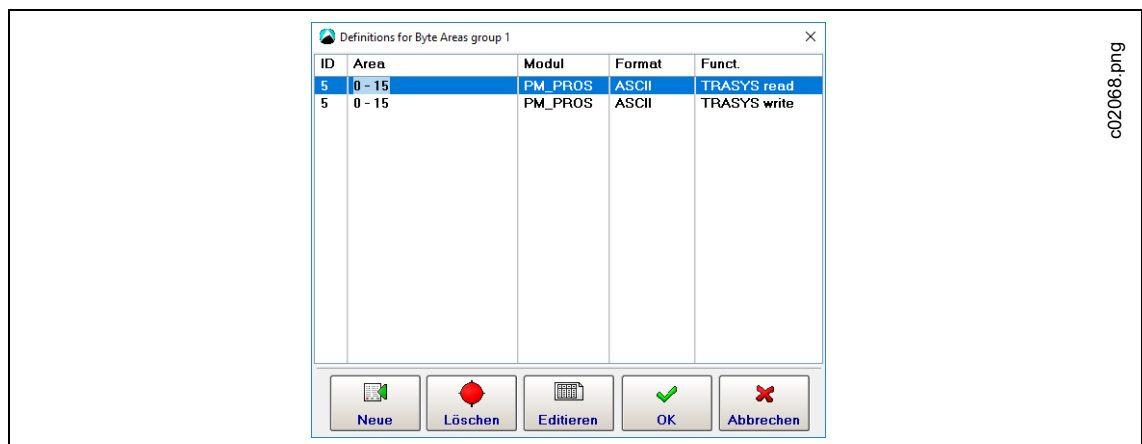 Definitions for Byte Areas group 1
ID Area Modul Format Funct.
5 0 - 15 PM_PROS ASCII TRASYS read
5 0 - 15 PM_PROS ASCII TRASYS write
Neue Löschen Editieren OK Abbrechen
c02068.png